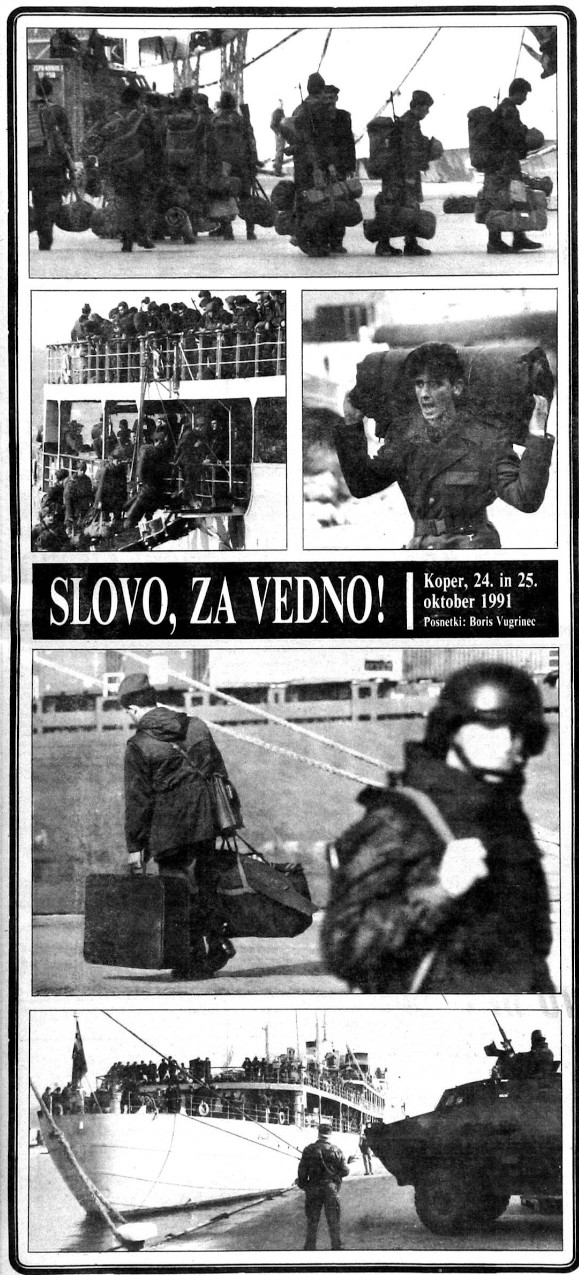 SLOVO, ZA VEDNO!
Koper, 24. in 25.
oktober 1991
Posnetki: Boris Vugrinec